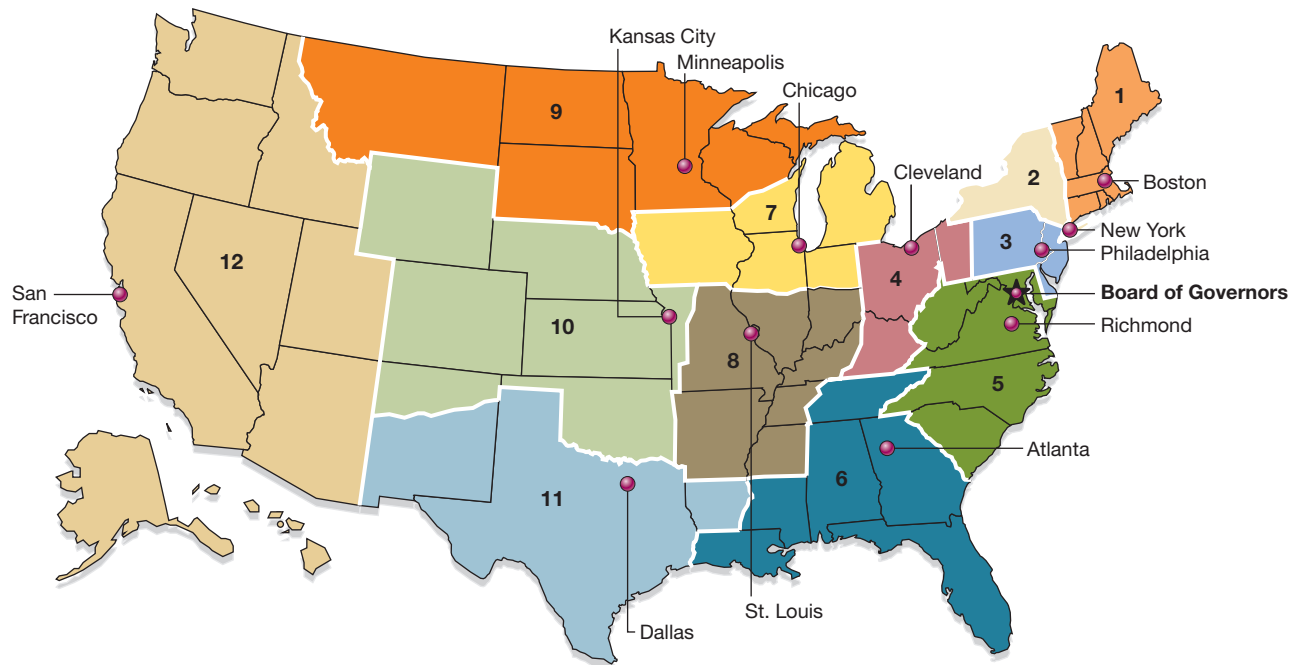 Kansas City
Minneapolis
Chicago
Cleveland
1
9
2
Boston
7
New York
3
Philadelphia
12
4
San
Francisco
Board of Governors
10
Richmond
8
5
Atlanta
6
11
St. Louis
Dallas